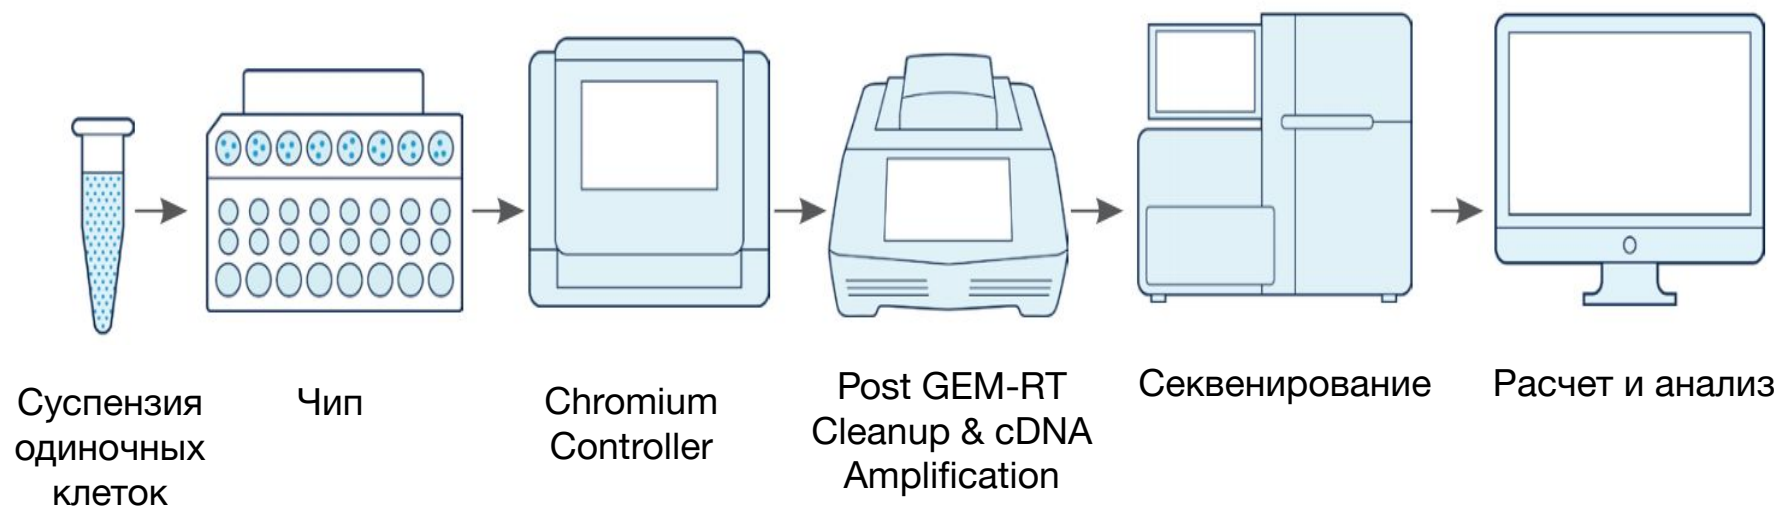 Суспензия
одиночных
клеток
Чип
Chromium
Controller
Post GEM-RT
Cleanup & cDNA
Amplification
Секвенирование
Расчет и анализ